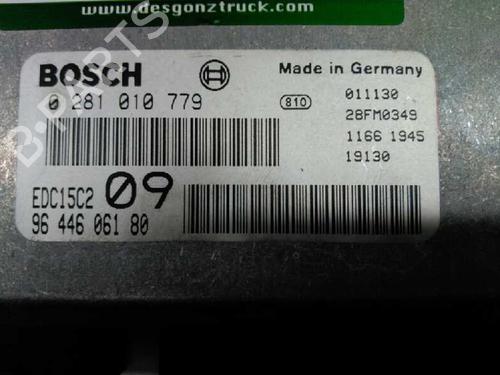 www.desgonztruck.com
BOSCH
Made in Germany
0 281 010 779
810
011130
28FM0349
1166 1945
19130
EDC15C2 09
96 446 061 80
B-PARTS